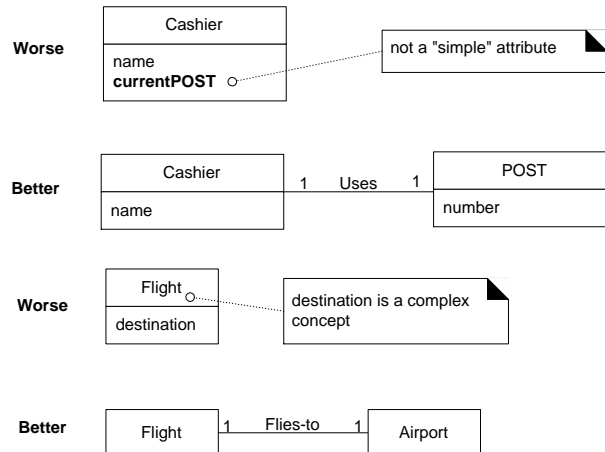 Cashier
Worse
name
currentPOST
not a "simple" attribute
Better
Cashier
1 Uses 1
POST
name
number
Worse
Flight
destination
destination is a complex
concept
Better
Flight
1 Flies-to 1
Airport